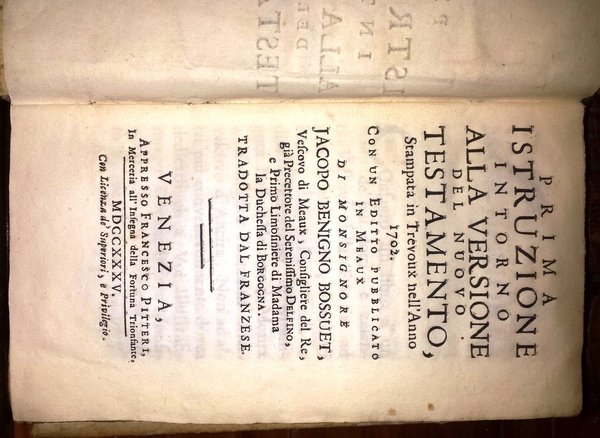 PRIMA
ISTRUZIONE
INTORNO
ALLA VERSIONE
DEL NUOVO
TESTAMENTO,
Stampata in Trévoux nell'Anno
1702.
CON UN EDITTO PUBBLICATO
IN MEAUX
DI MONSIGNORE
JACOPO BENIGNO BOSSUET,
Veſcovo di Meaux, Conſigliere del Re,
già Precettore del Sereniſſimo DELFINO,
e Primo Limoſiniere di Madama
la Ducheſſa di BORGOGNA.
TRADOTTA DAL FRANZESE.
VENEZIA,
APPRESSO FRANCESCO PITTERI,
In Merceria all' Inſegna della Fortuna Trionfante,
MDCCXXXV.
Con Licenza de' Superiori, e Privilegio.